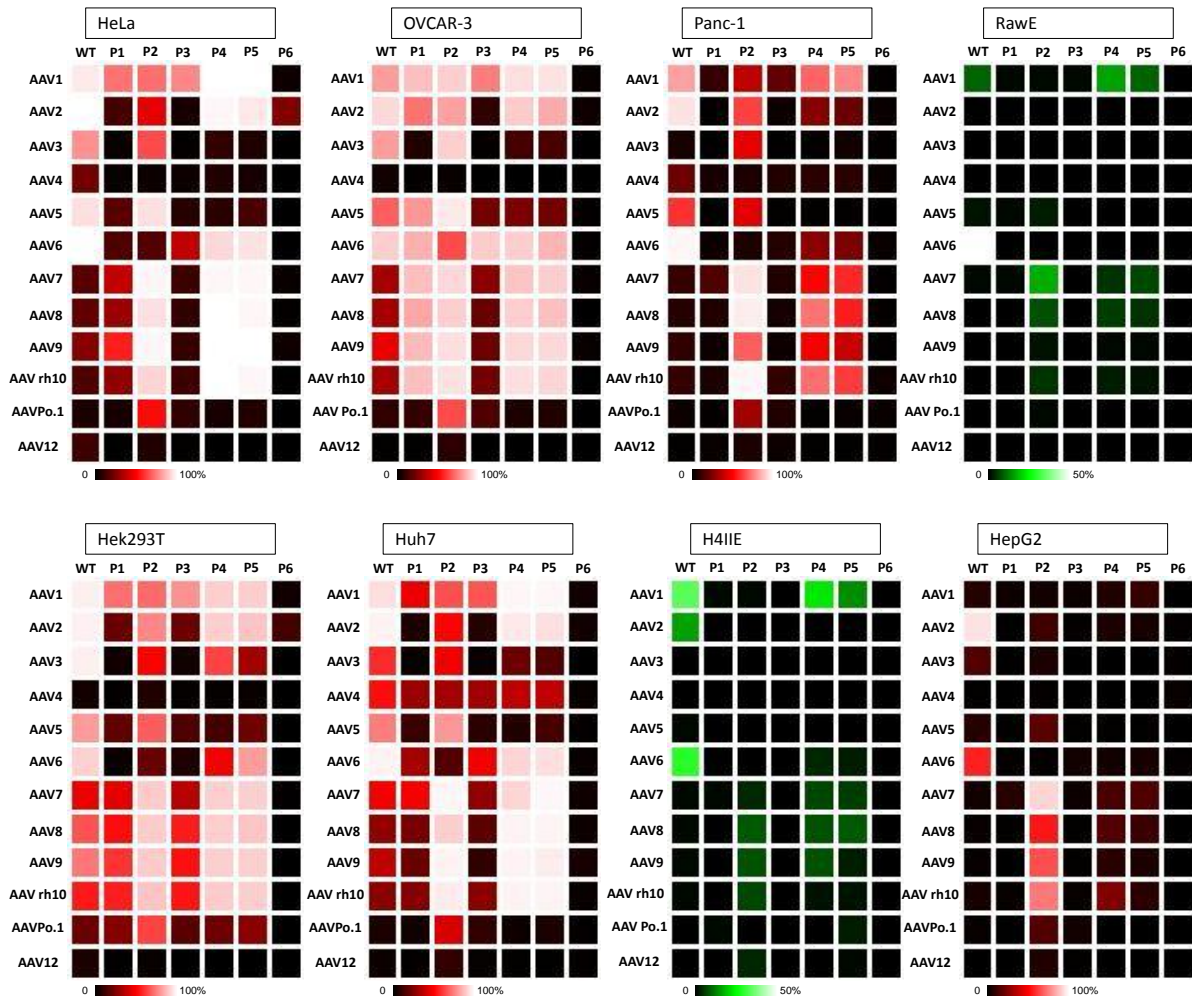 HeLa OVCAR-3 Panc-1 RawE
WT P1 P2 P3 P4 P5 P6 WT P1 P2 P3 P4 P5 P6 WT P1 P2 P3 P4 P5 P6 WT P1 P2 P3 P4 P5 P6
AAV1 AAV1 AAV1 AAV1
AAV2 AAV2 AAV2 AAV2
AAV3 AAV3 AAV3 AAV3
AAV4 AAV4 AAV4 AAV4
AAV5 AAV5 AAV5 AAV5
AAV6 AAV6 AAV6 AAV6
AAV7 AAV7 AAV7 AAV7
AAV8 AAV8 AAV8 AAV8
AAV9 AAV9 AAV9 AAV9
AAV rh10 AAV rh10 AAV rh10 AAV rh10
AAVPo.1 AAVPo.1 AAVPo.1 AAV Po.1
AAV12 AAV12 AAV12 AAV12
0 100% 0 100% 0 100% 0 50%
Hek293T Huh7 H4IIE HepG2
WT P1 P2 P3 P4 P5 P6 WT P1 P2 P3 P4 P5 P6 WT P1 P2 P3 P4 P5 P6 WT P1 P2 P3 P4 P5 P6
AAV1 AAV1 AAV1 AAV1
AAV2 AAV2 AAV2 AAV2
AAV3 AAV3 AAV3 AAV3
AAV4 AAV4 AAV4 AAV4
AAV5 AAV5 AAV5 AAV5
AAV6 AAV6 AAV6 AAV6
AAV7 AAV7 AAV7 AAV7
AAV8 AAV8 AAV8 AAV8
AAV9 AAV9 AAV9 AAV9
AAV rh10 AAV rh10 AAV rh10 AAV rh10
AAVPo.1 AAVPo.1 AAV Po.1 AAVPo.1
AAV12 AAV12 AAV12 AAV12
0 100% 0 100% 0 50% 0 100%